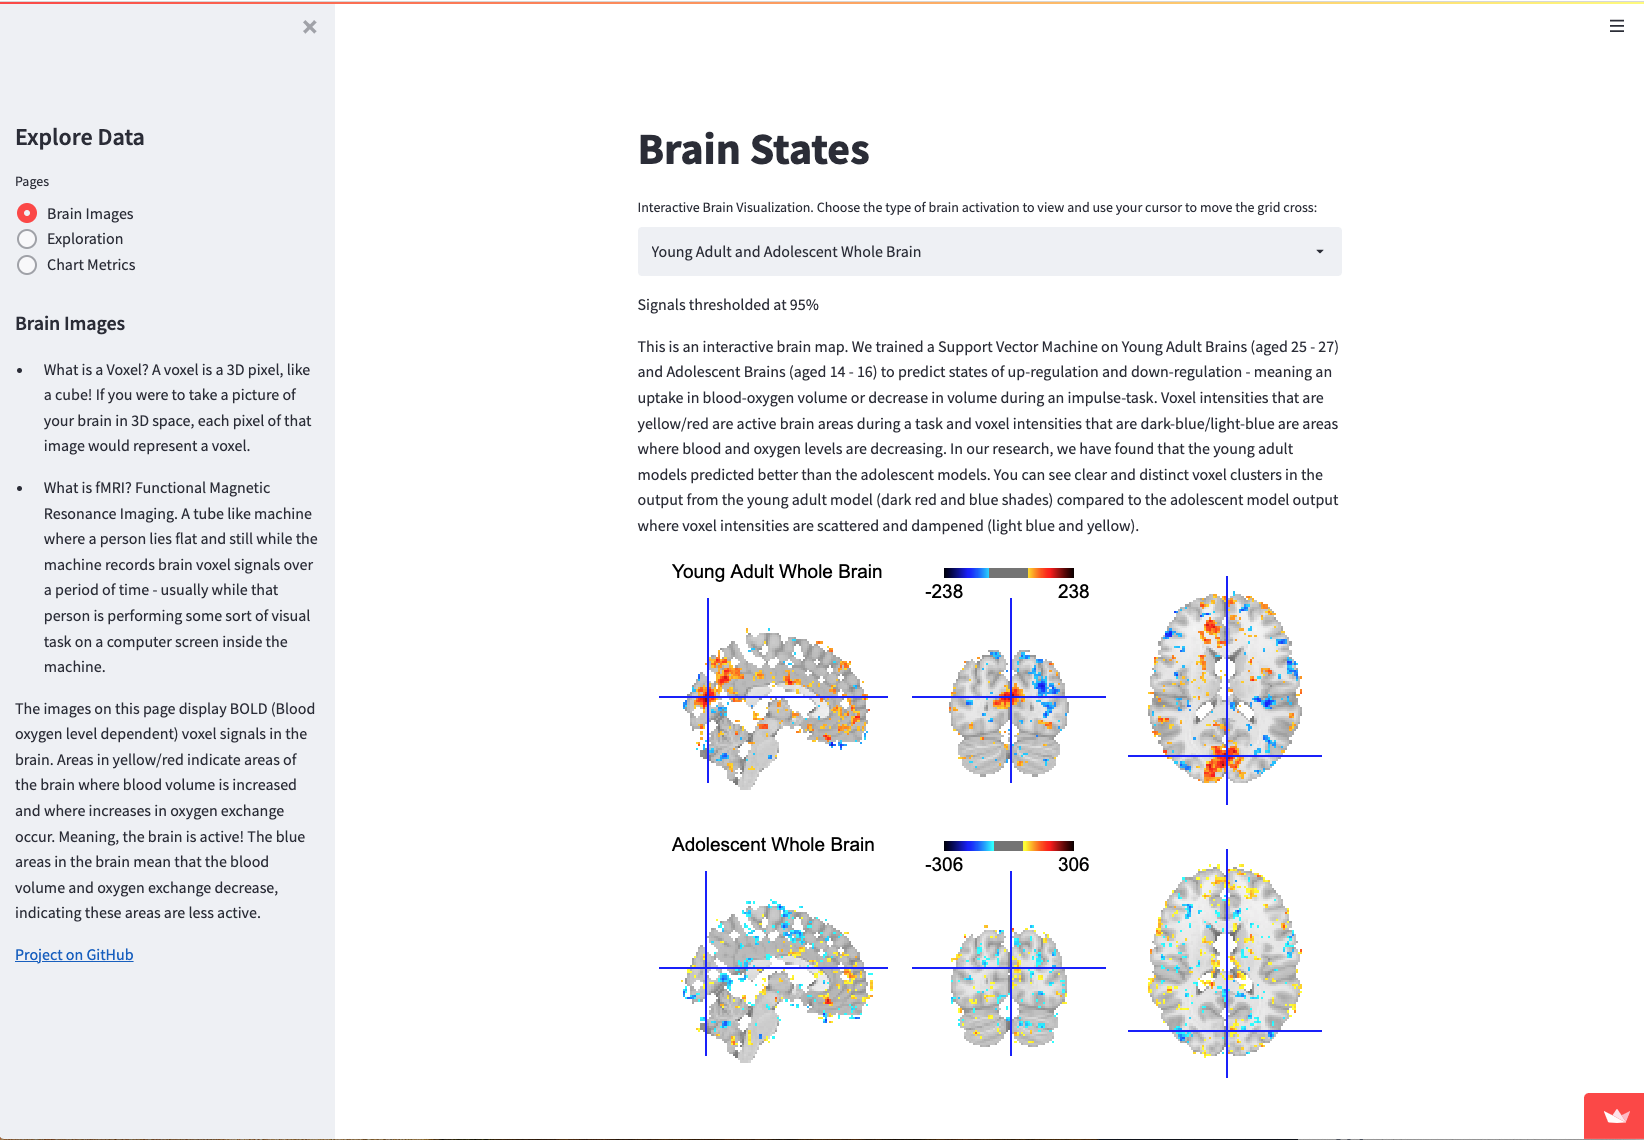 Explore Data
Pages
Brain Images
Exploration
Chart Metrics
Brain Images
What is a Voxel? A voxel is a 3D pixel, like
a cube! If you were to take a picture of
your brain in 3D space, each pixel of that
image would represent a voxel.
What is fMRI? Functional Magnetic
Resonance Imaging. A tube like machine
where a person lies flat and still while the
machine records brain voxel signals over
a period of time - usually while that
person is performing some sort of visual
task on a computer screen inside the
machine.
The images on this page display BOLD (Blood
oxygen level dependent) voxel signals in the
brain. Areas in yellow/red indicate areas of
the brain where blood volume is increased
and where increases in oxygen exchange
occur. Meaning, the brain is active! The blue
areas in the brain mean that the blood
volume and oxygen exchange decrease,
indicating these areas are less active.
Project on GitHub
Brain States
Interactive Brain Visualization. Choose the type of brain activation to view and use your cursor to move the grid cross:
Young Adult and Adolescent Whole Brain
Signals thresholded at 95%
This is an interactive brain map. We trained a Support Vector Machine on Young Adult Brains (aged 25 - 27)
and Adolescent Brains (aged 14 - 16) to predict states of up-regulation and down-regulation - meaning an
uptake in blood-oxygen volume or decrease in volume during an impulse-task. Voxel intensities that are
yellow/red are active brain areas during a task and voxel intensities that are dark-blue/light-blue are areas
where blood and oxygen levels are decreasing. In our research, we have found that the young adult
models predicted better than the adolescent models. You can see clear and distinct voxel clusters in the
output from the young adult model (dark red and blue shades) compared to the adolescent model output
where voxel intensities are scattered and dampened (light blue and yellow).
Young Adult Whole Brain
-238 238
Adolescent Whole Brain
-306 306